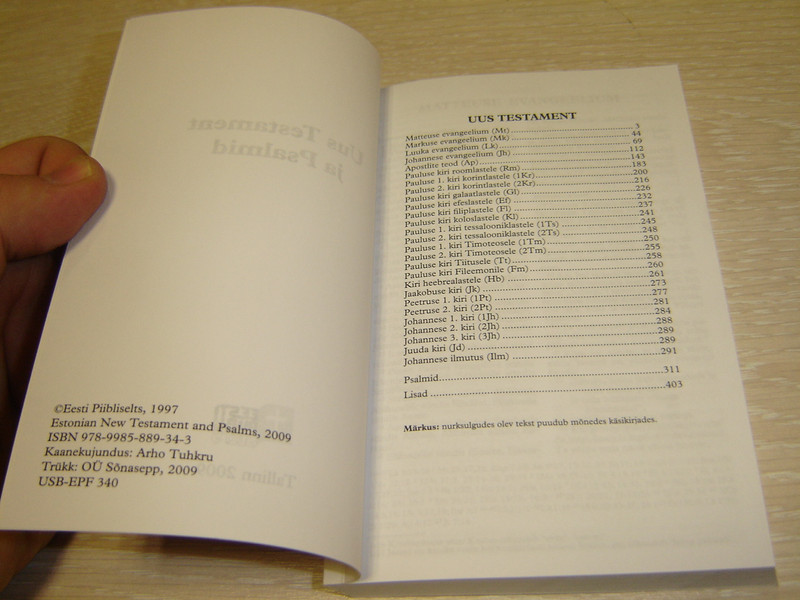 Uus Testament
ja Psalmid
Tallinn 2009
©Eesti Piibliselts, 1997
Estonian New Testament and Psalms, 2009
ISBN 978-9985-889-34-3
Kaanekujundus: Arho Tuhkru
Trükk: OÜ Sõnasepp, 2009
USB-EPF 340
UUS TESTAMENT
Matteuse evangeelium (Mt) 3
Markuse evangeelium (Mk) 44
Luuka evangeelium (Lk) 69
Johannese evangeelium (Jh) 112
Apostlite teod (Ap) 143
Pauluse kiri roomlastele (Rm) 183
Pauluse 1. kiri korintlastele (1Kr) 200
Pauluse 2. kiri korintlastele (2Kr) 216
Pauluse kiri galaatlastele (Gl) 226
Pauluse kiri efeslastele (Ef) 232
Pauluse kiri filiplastele (Fl) 237
Pauluse kiri koloslastele (Kl) 241
Pauluse 1. kiri tessalooniklastele (1Ts) 245
Pauluse 2. kiri tessalooniklastele (2Ts) 248
Pauluse 1. kiri Timoteosele (1Tm) 250
Pauluse 2. kiri Timoteosele (2Tm) 255
Pauluse kiri Tiitusele (Tt) 258
Pauluse kiri Fileemonile (Fm) 260
Kiri heebrealastele (Hb) 261
Jaakobuse kiri (Jk) 273
Peetruse 1. kiri (1Pt) 277
Peetruse 2. kiri (2Pt) 281
Johannese 1. kiri (1Jh) 284
Johannese 2. kiri (2Jh) 288
Johannese 3. kiri (3Jh) 289
Juuda kiri (Jd) 289
Johannese ilmutus (Ilm) 291
Psalmid 311
Lisad 403
Märkus: nurksulgudes olev tekst puudub mõnedes käsikirjades.